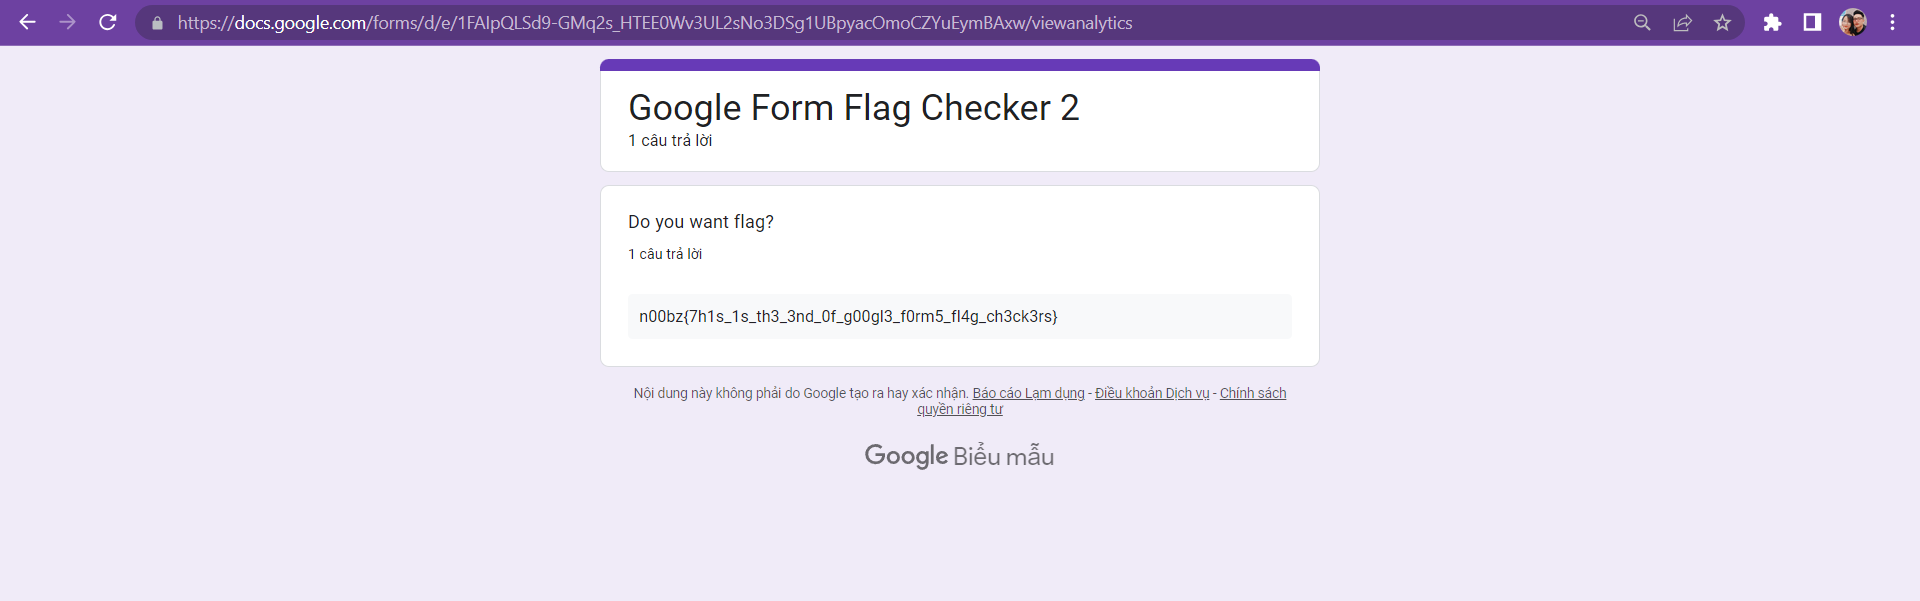 https://docs.google.com/forms/d/e/1FAIpQLSd9-GMq2s_HTEE0Wv3UL2sNo3DSg1UBpyacOmoCZYuEymBAxw/viewanalytics
Google Form Flag Checker 2
1 câu trả lời
Do you want flag?
1 câu trả lời
n00bz{7h1s_1s_th3_3nd_0f_g00gl3_f0rm5_fl4g_ch3ck3rs}
Nội dung này không phải do Google tạo ra hay xác nhận. Báo cáo Lạm dụng - Điều khoản Dịch vụ - Chính sách
quyền riêng tư
Google Biểu mẫu